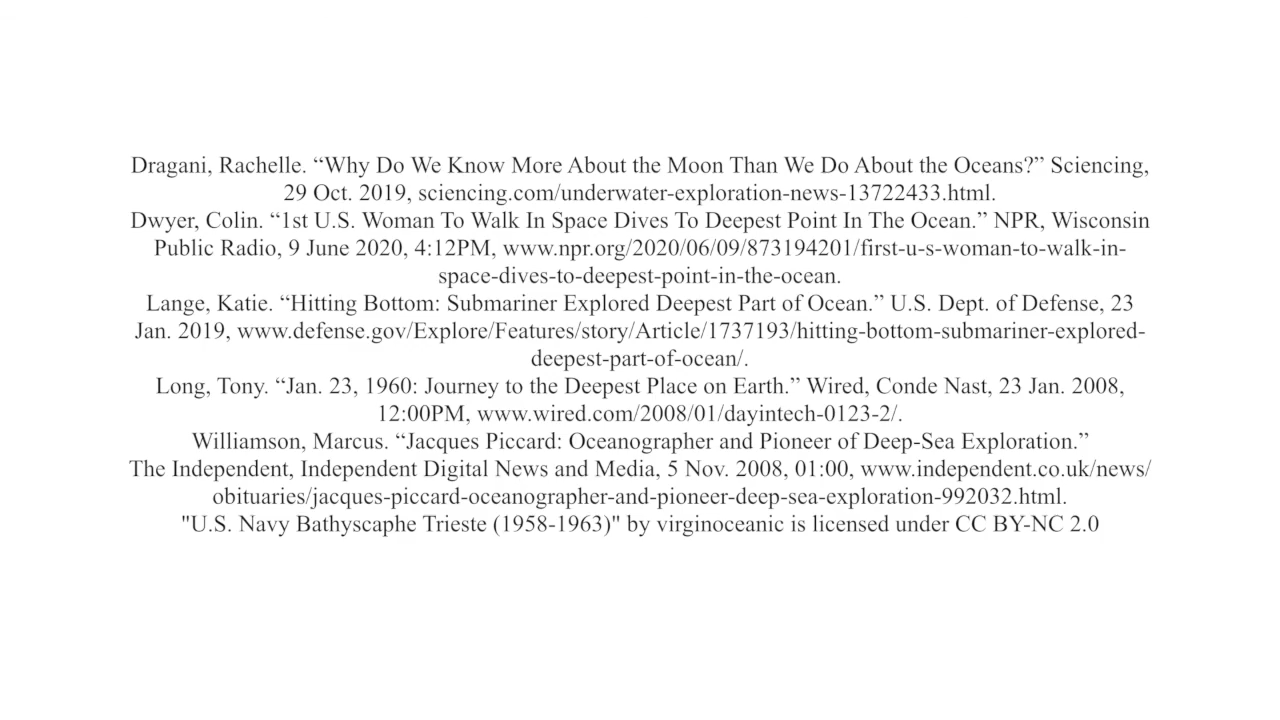 Dragani, Rachelle. “Why Do We Know More About the Moon Than We Do About the Oceans?” Sciencing,
29 Oct. 2019, sciencing.com/underwater-exploration-news-13722433.html.
Dwyer, Colin. “1st U.S. Woman To Walk In Space Dives To Deepest Point In The Ocean.” NPR, Wisconsin
Public Radio, 9 June 2020, 4:12PM, www.npr.org/2020/06/09/873194201/first-u-s-woman-to-walk-in-
space-dives-to-deepest-point-in-the-ocean.
Lange, Katie. “Hitting Bottom: Submariner Explored Deepest Part of Ocean.” U.S. Dept. of Defense, 23
Jan. 2019, www.defense.gov/Explore/Features/story/Article/1737193/hitting-bottom-submariner-explored-
deepest-part-of-ocean/.
Long, Tony. “Jan. 23, 1960: Journey to the Deepest Place on Earth.” Wired, Conde Nast, 23 Jan. 2008,
12:00PM, www.wired.com/2008/01/dayintech-0123-2/.
Williamson, Marcus. “Jacques Piccard: Oceanographer and Pioneer of Deep-Sea Exploration.”
The Independent, Independent Digital News and Media, 5 Nov. 2008, 01:00, www.independent.co.uk/news/
obituaries/jacques-piccard-oceanographer-and-pioneer-deep-sea-exploration-992032.html.
"U.S. Navy Bathyscaphe Trieste (1958-1963)" by virginoceanic is licensed under CC BY-NC 2.0